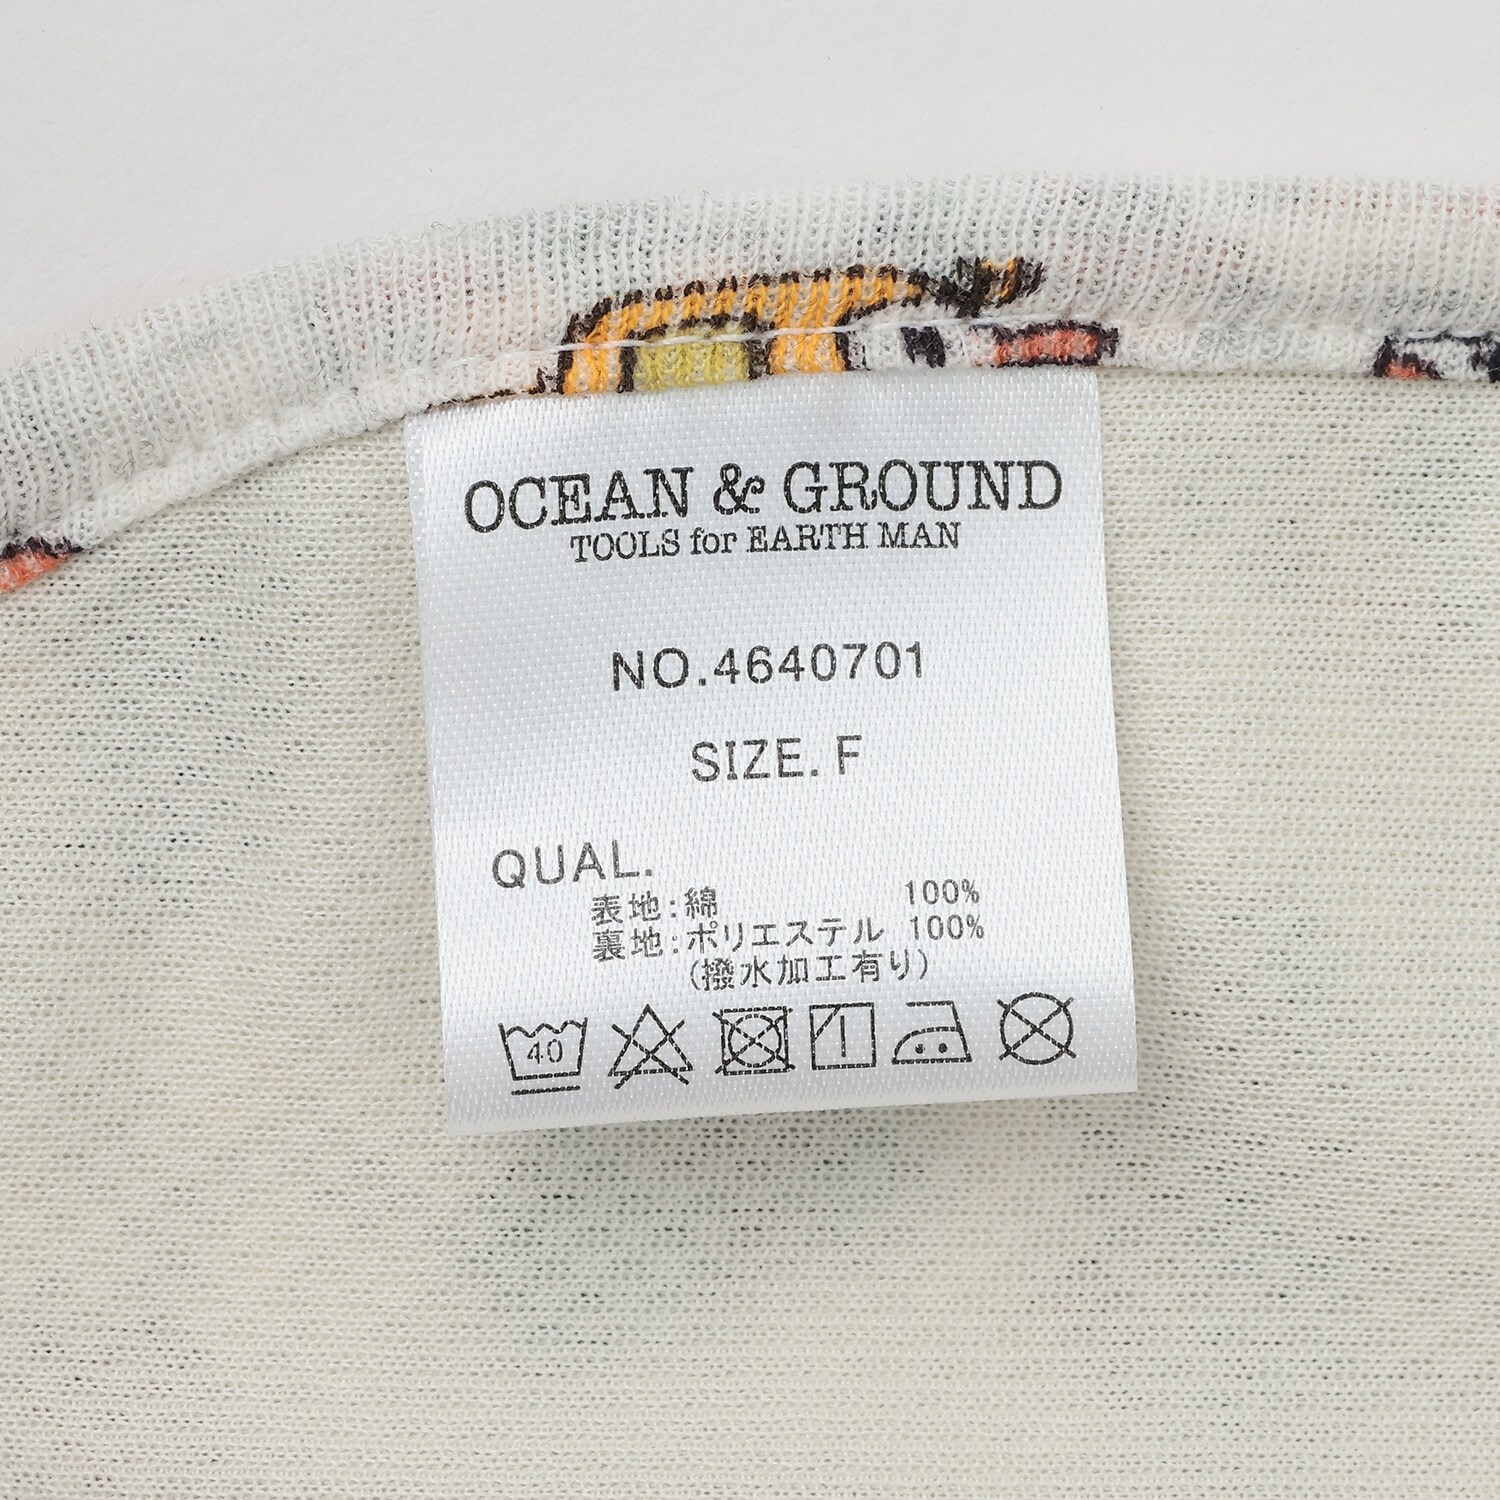 OCEAN & GROUND
TOOLS for EARTH MAN
NO.4640701
SIZE. F
QUAL.
表地:綿 100%
裏地:ポリエステル 100%
(撥水加工有り)
40